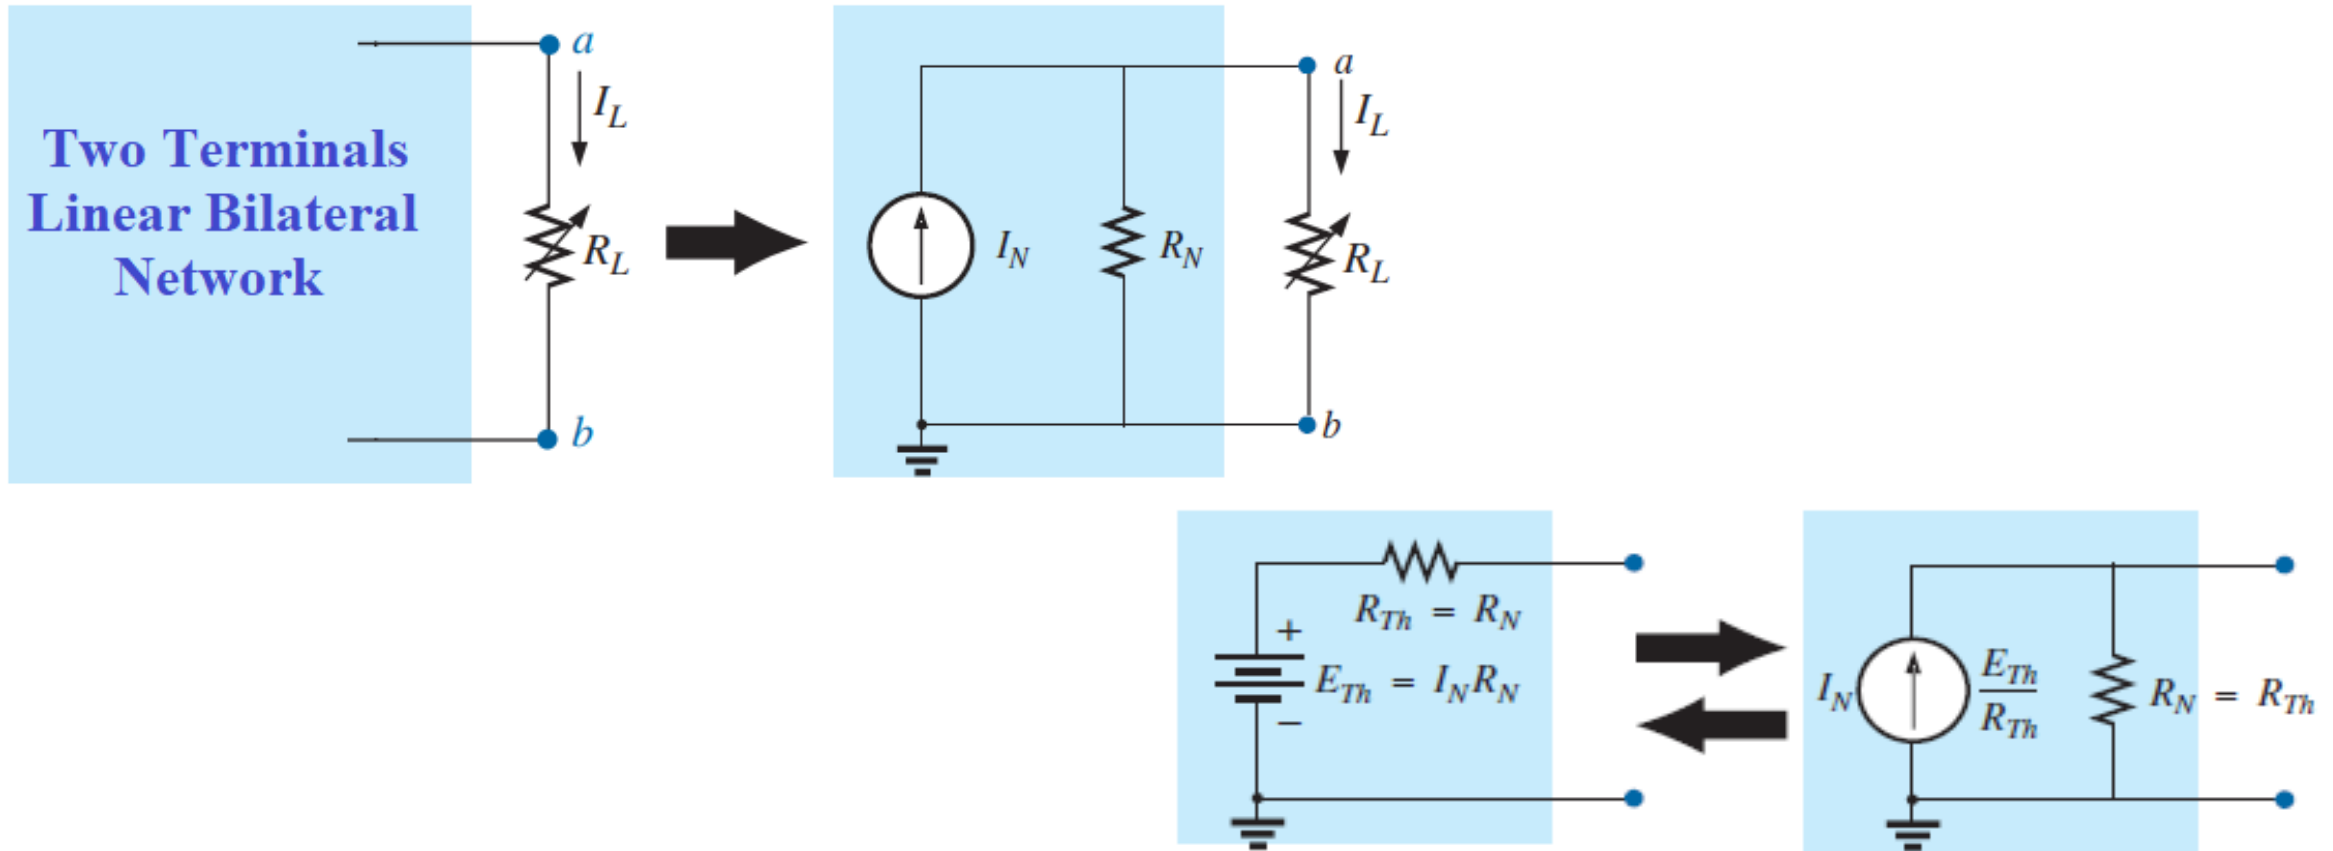 a
I_L
Two Terminals
Linear Bilateral
Network
R_L
b
a
I_L
I_N
R_N
R_L
b
R_Th = R_N
+
E_Th = I_N R_N
−
I_N
E_Th
R_Th
R_N = R_Th